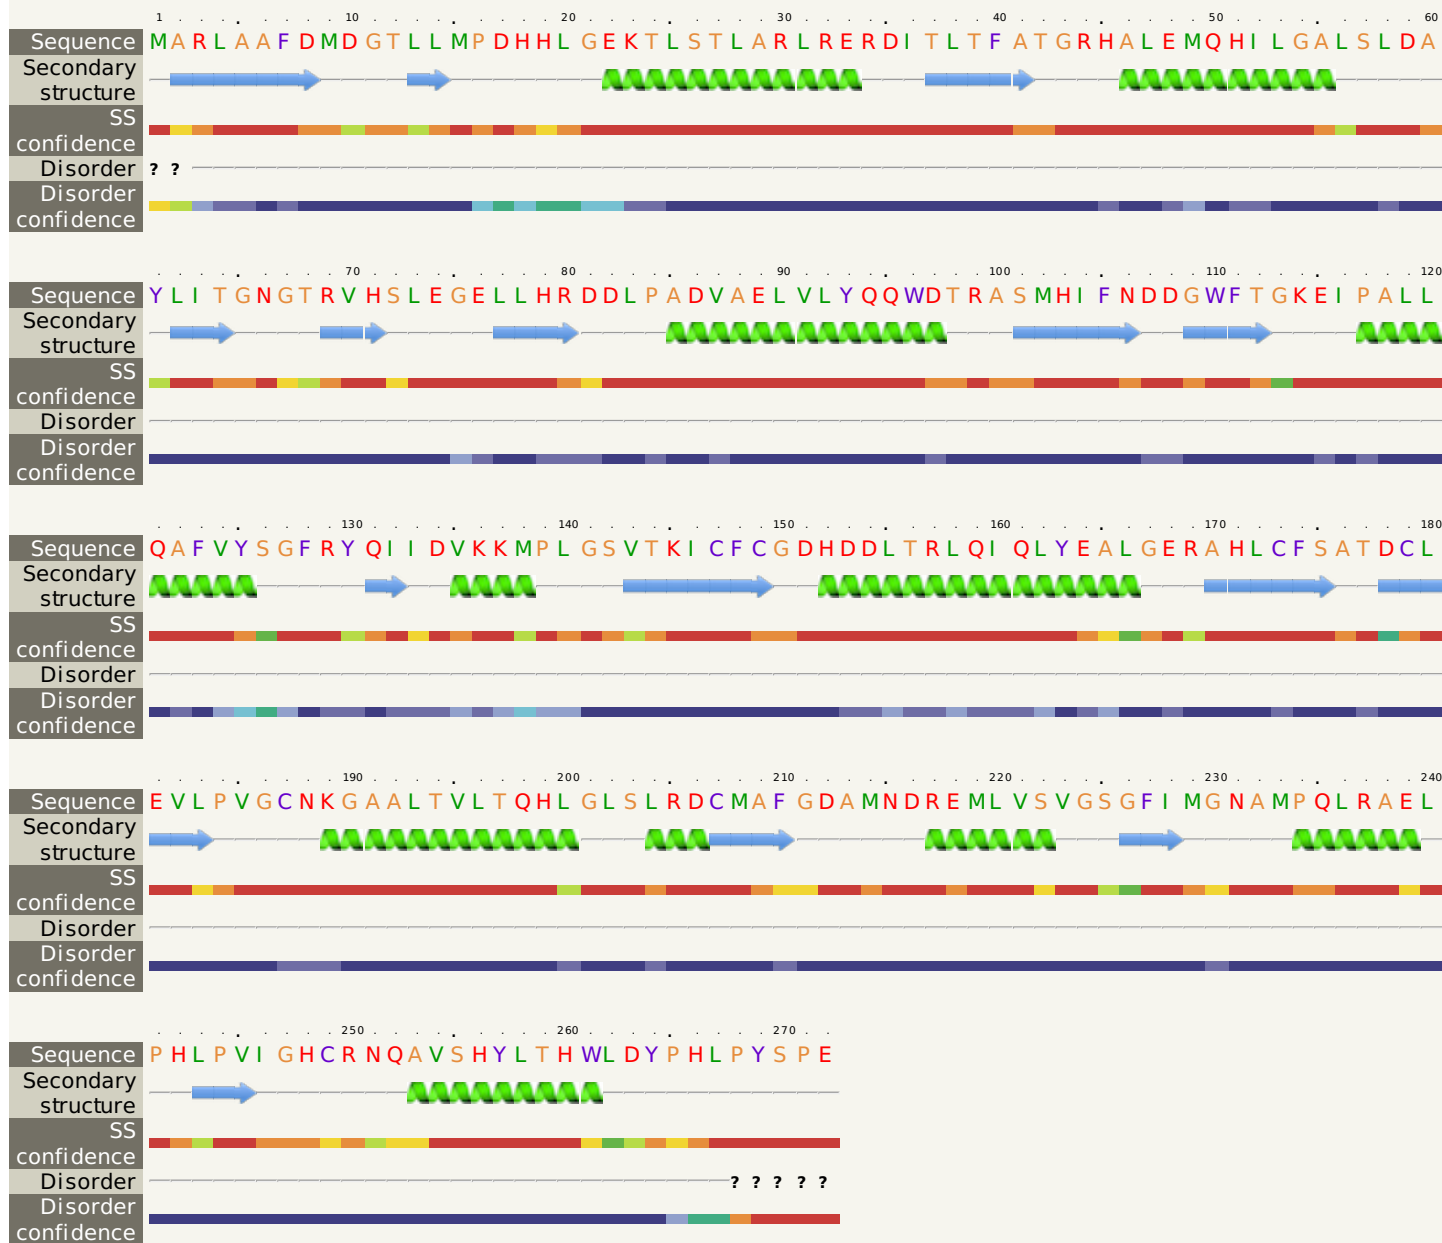 1 10 20 30 40 50 60
Sequence MARLAAFDMDGTLLMPDHHLGEKTLSTLARLRERDITLTFATGRHALEMQHILGALSLDA
Secondary
structure
SS
confidence
Disorder ? ?
Disorder
confidence
70 80 90 100 110 120
Sequence YLITGNGTRVHSLEGELLHRDDLPADVAELVLYQQWDTRASMHIFNDDGWFTGKEIPALL
Secondary
structure
SS
confidence
Disorder
Disorder
confidence
130 140 150 160 170 180
Sequence QAFVYSGFRYQIIDVKKMPLGSVTKICFCGDHDDLTRLQIQLYEALGERAHLCFSATDCL
Secondary
structure
SS
confidence
Disorder
Disorder
confidence
190 200 210 220 230 240
Sequence EVLPVGCNKGAALTVLTQHLGLSLRDCMAFGDAMNDREMLVSVGSGFIMGNAMPQLRAEL
Secondary
structure
SS
confidence
Disorder
Disorder
confidence
250 260 270
Sequence PHLPVIGHCRNQAVSHYLTHWLDYPHLPYSPE
Secondary
structure
SS
confidence
Disorder ? ? ? ? ?
Disorder
confidence